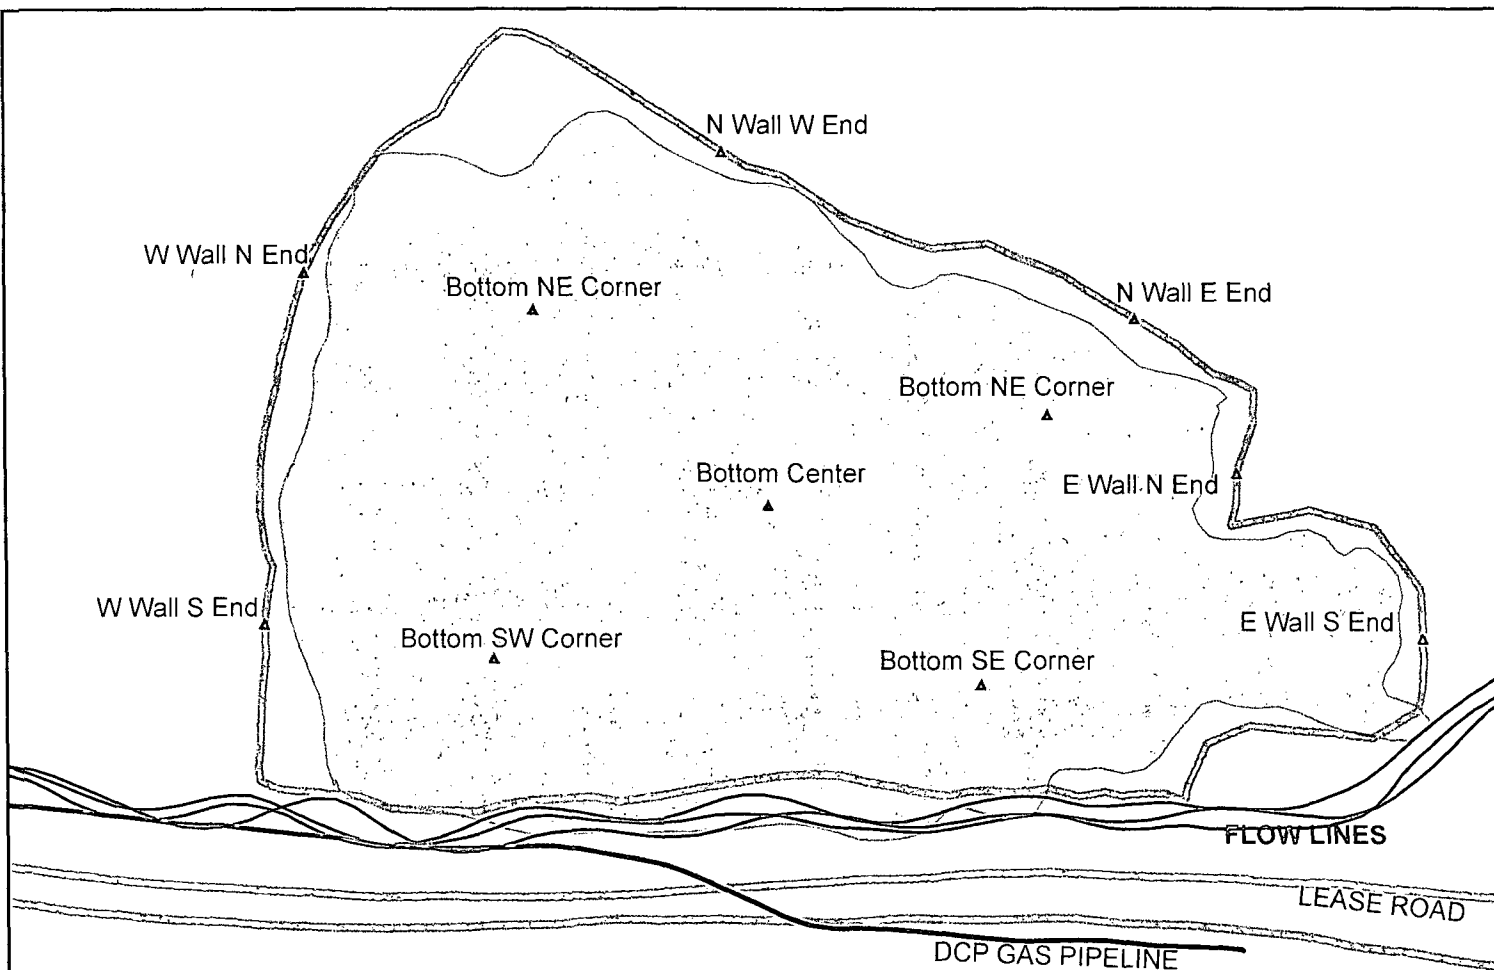 N Wall W End
W Wall N End
Bottom NE Corner
N Wall E End
Bottom NE Corner
Bottom Center
E Wall N End
W Wall S End
Bottom SW Corner
E Wall S End
Bottom SE Corner
FLOW LINES
LEASE ROAD
DCP GAS PIPELINE